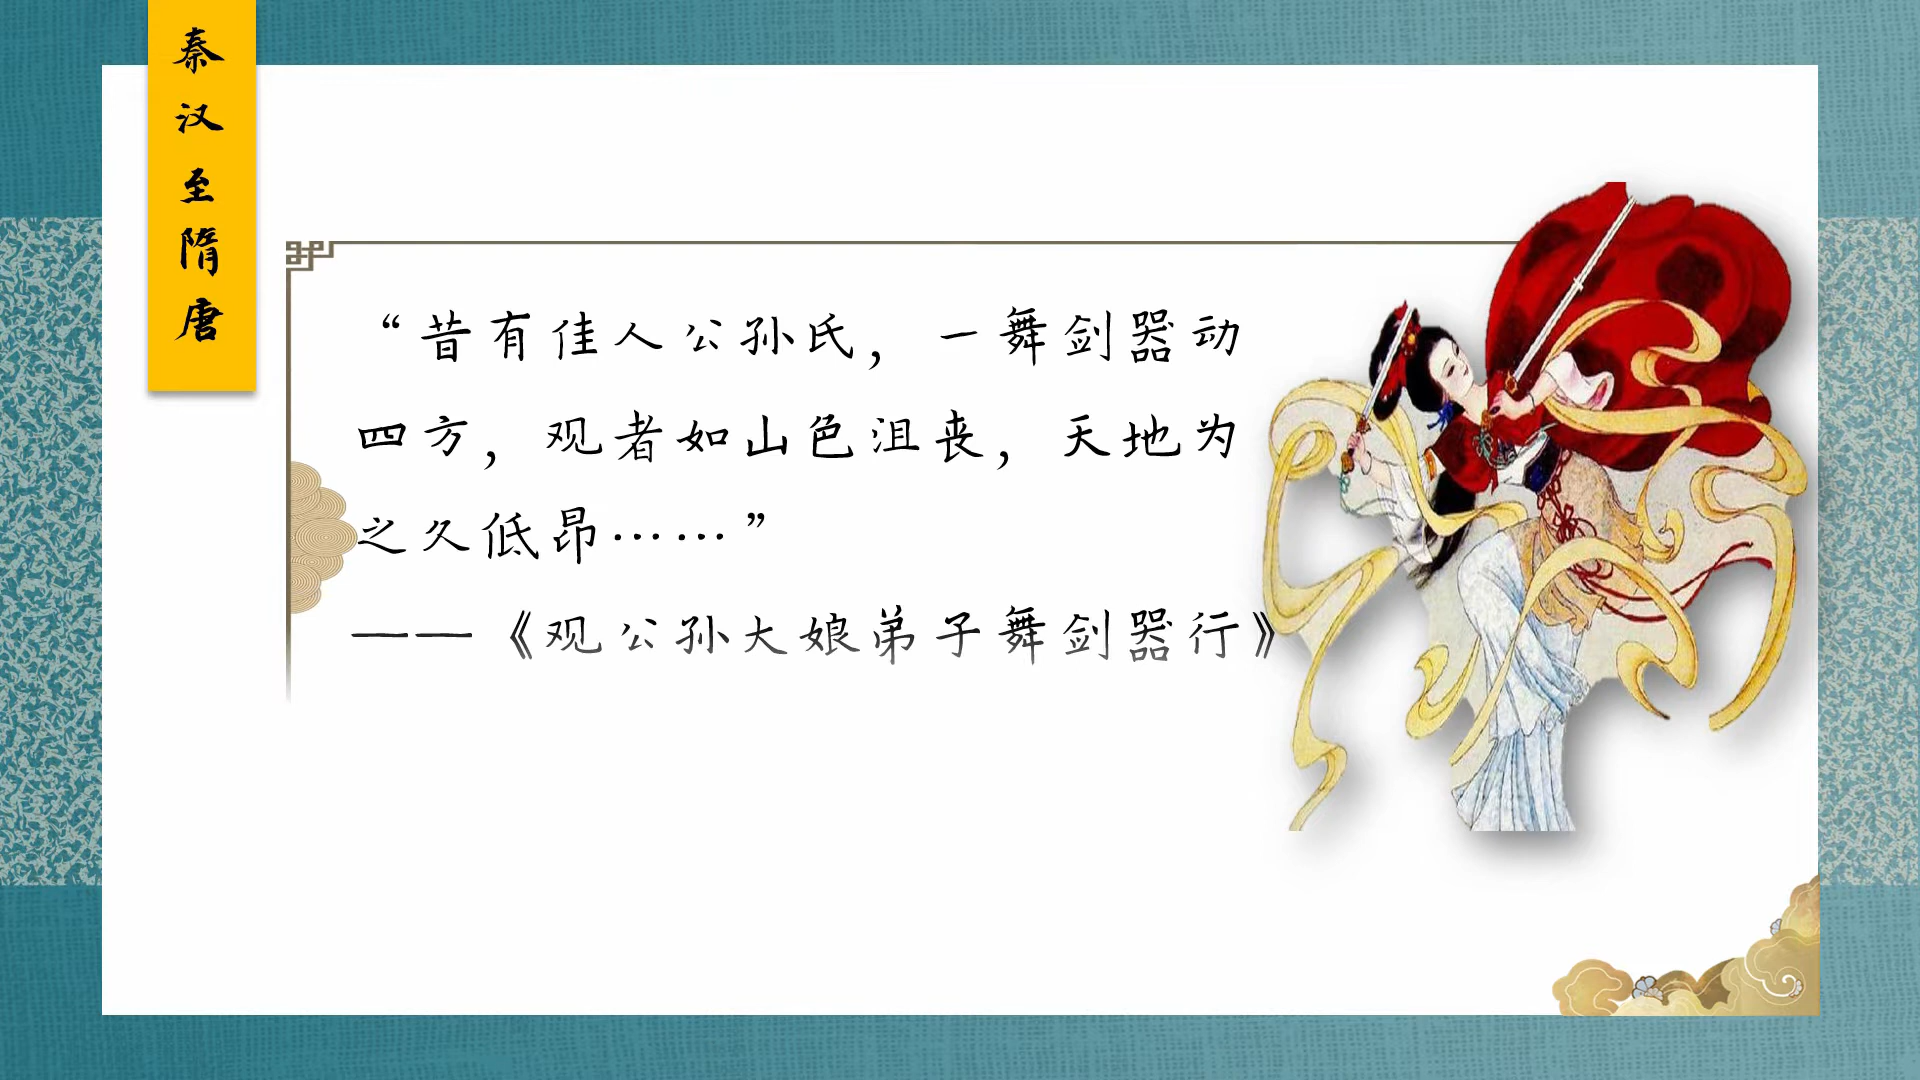 秦汉至隋唐
“昔有佳人公孙氏，一舞剑器动
四方，观者如山色沮丧，天地为
之久低昂……”
——《观公孙大娘弟子舞剑器行》